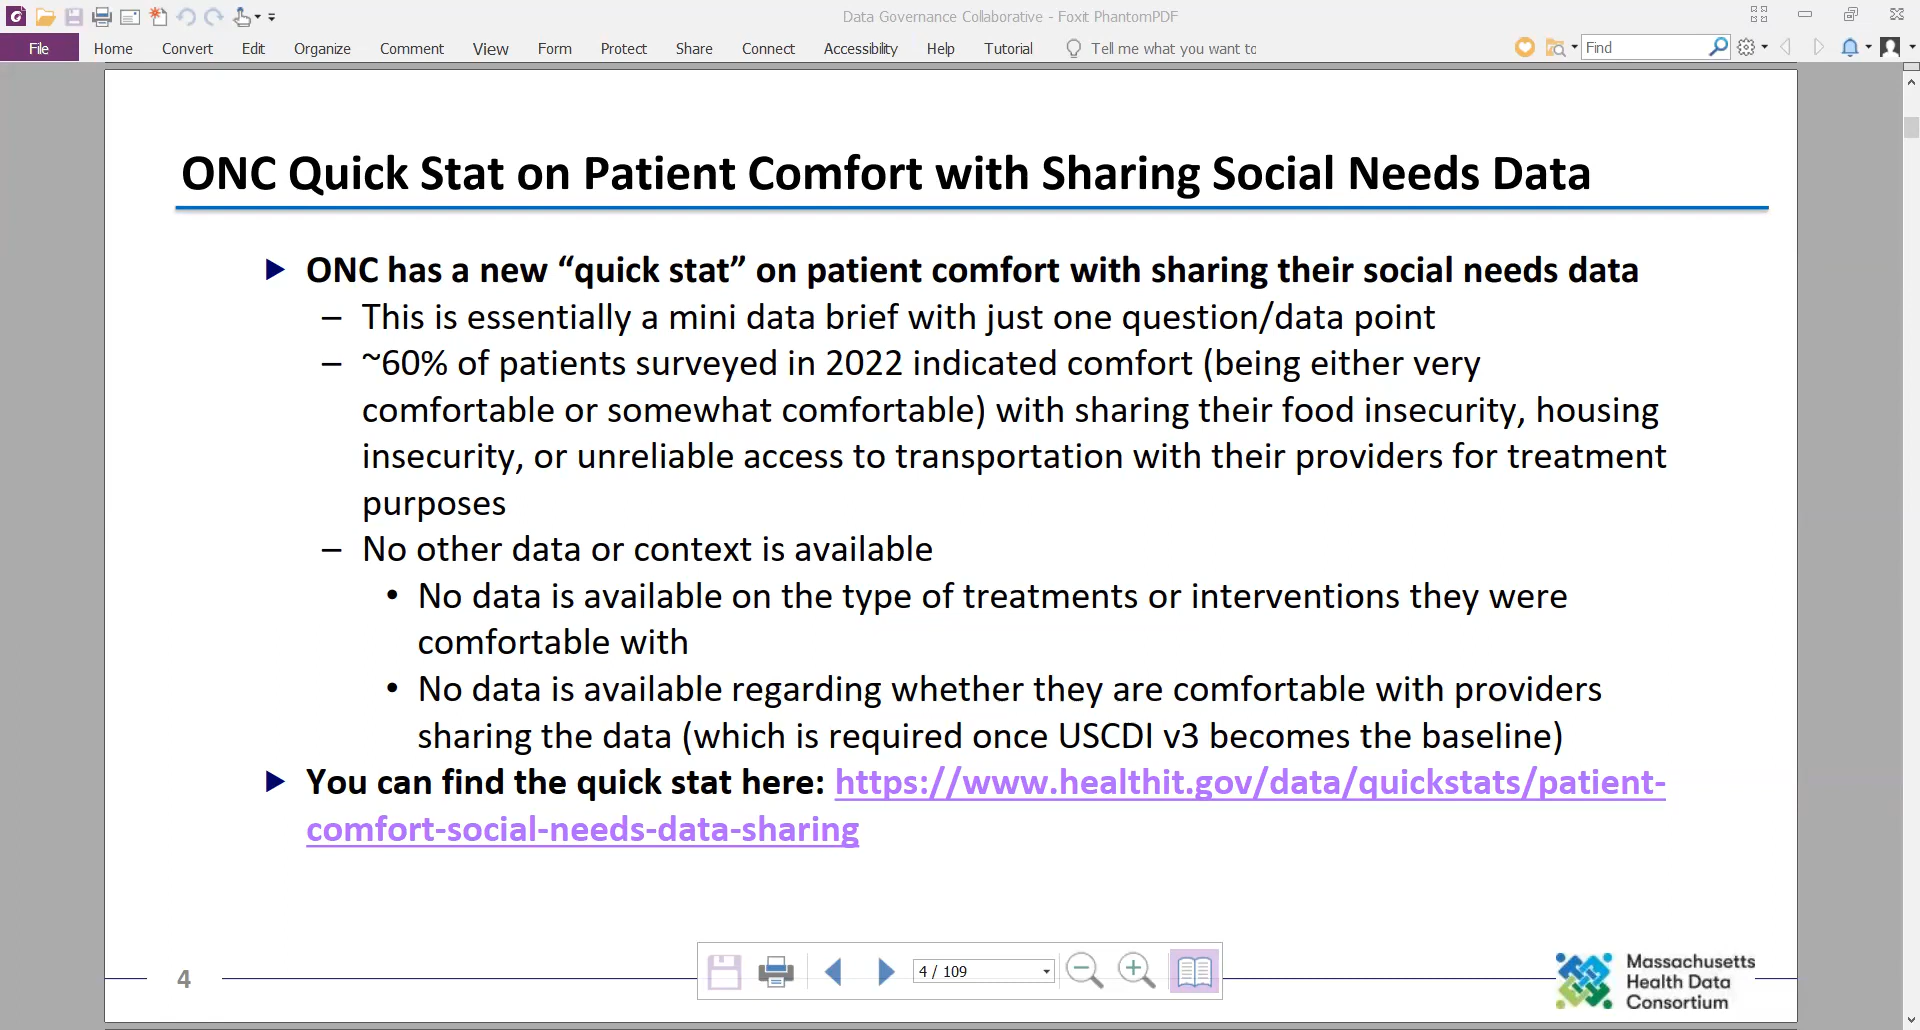 Data Governance Collaborative - Foxit PhantomPDF
File Home Convert Edit Organize Comment View Form Protect Share Connect Accessibility Help Tutorial Tell me what you want to Find
ONC Quick Stat on Patient Comfort with Sharing Social Needs Data
ONC has a new “quick stat” on patient comfort with sharing their social needs data
– This is essentially a mini data brief with just one question/data point
– ~60% of patients surveyed in 2022 indicated comfort (being either very
comfortable or somewhat comfortable) with sharing their food insecurity, housing
insecurity, or unreliable access to transportation with their providers for treatment
purposes
– No other data or context is available
• No data is available on the type of treatments or interventions they were
comfortable with
• No data is available regarding whether they are comfortable with providers
sharing the data (which is required once USCDI v3 becomes the baseline)
You can find the quick stat here: https://www.healthit.gov/data/quickstats/patient-
comfort-social-needs-data-sharing
4
4 / 109
Massachusetts
Health Data
Consortium